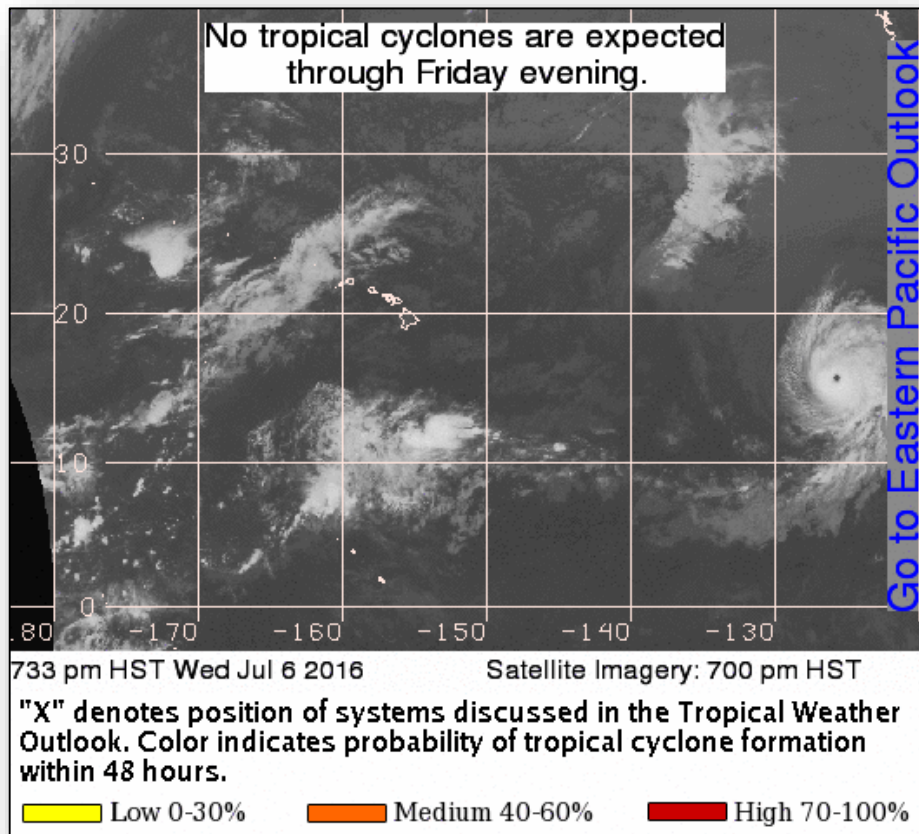 No tropical cyclones are expected
through Friday evening.
Go to Eastern Pacific Outlook
30
20
10
0
.80 -170 -160 -150 -140 -130
733 pm HST Wed Jul 6 2016 Satellite Imagery: 700 pm HST
"X" denotes position of systems discussed in the Tropical Weather
Outlook. Color indicates probability of tropical cyclone formation
within 48 hours.
Low 0-30% Medium 40-60% High 70-100%